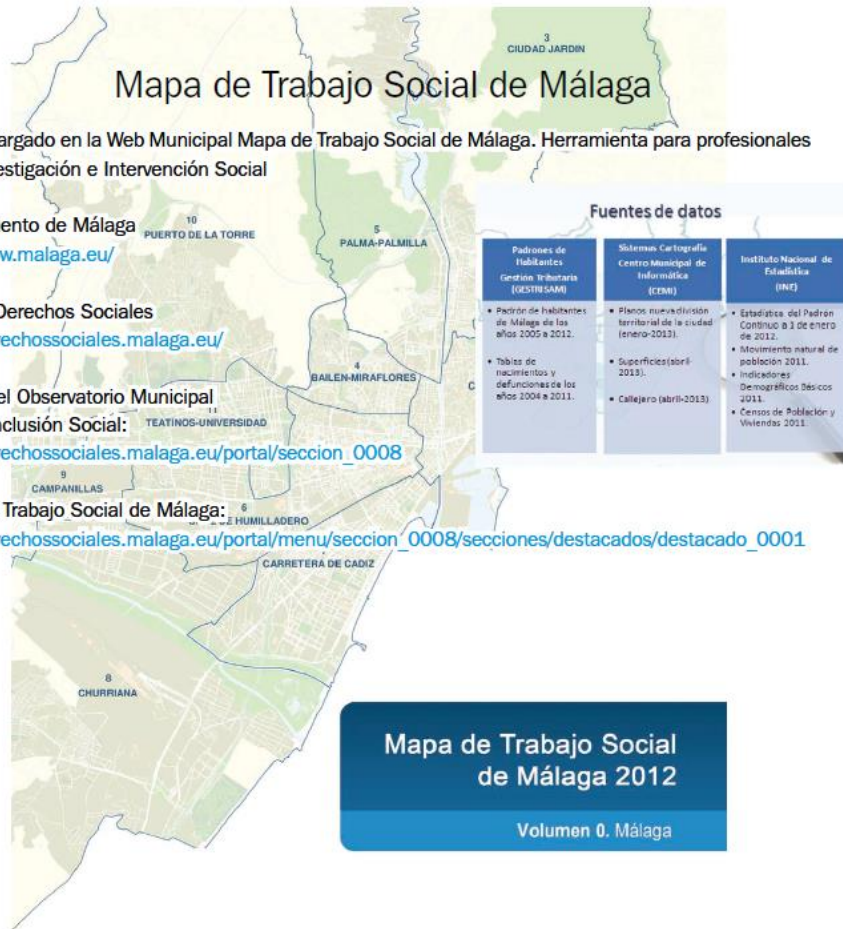 3
CIUDAD JARDIN
Mapa de Trabajo Social de Málaga
argado en la Web Municipal Mapa de Trabajo Social de Málaga. Herramienta para profesionales
estigación e Intervención Social
ento de Málaga
w.malaga.eu/
10
PUERTO DE LA TORRE
5
PALMA-PALMILLA
Derechos Sociales
rechossociales.malaga.eu/
4
BAILEN-MIRAFLORES
C
el Observatorio Municipal
nclusión Social:
11
TEATINOS-UNIVERSIDAD
rechossociales.malaga.eu/portal/seccion_0008
9
CAMPANILLAS
Trabajo Social de Málaga:
6
HUMILLADERO
rechossociales.malaga.eu/portal/menu/seccion_0008/secciones/destacados/destacado_0001
CARRETERA DE CADIZ
8
CHURRIANA
Fuentes de datos
Padrones de
Habitantes
Gestión Tributaria
(GESTRISAM)
• Padrón de habitantes
de Málaga de los
años 2005 a 2012.
• Tablas de
nacimientos y
defunciones de los
años 2004 a 2011.
Sistemas Cartografía
Centro Municipal de
Informática
(CEMI)
• Planos nueva división
territorial de la ciudad
(enero-2013).
• Superficies (abril-
2013).
• Callejero (abril-2013)
Instituto Nacional de
Estadística
(INE)
• Estadística del Padrón
Continuo a 1 de enero
de 2012.
• Movimiento natural de
población 2011.
• Indicadores
Demográficos Básicos
2011.
• Censos de Población y
Viviendas 2011.
Mapa de Trabajo Social
de Málaga 2012
Volumen 0. Málaga